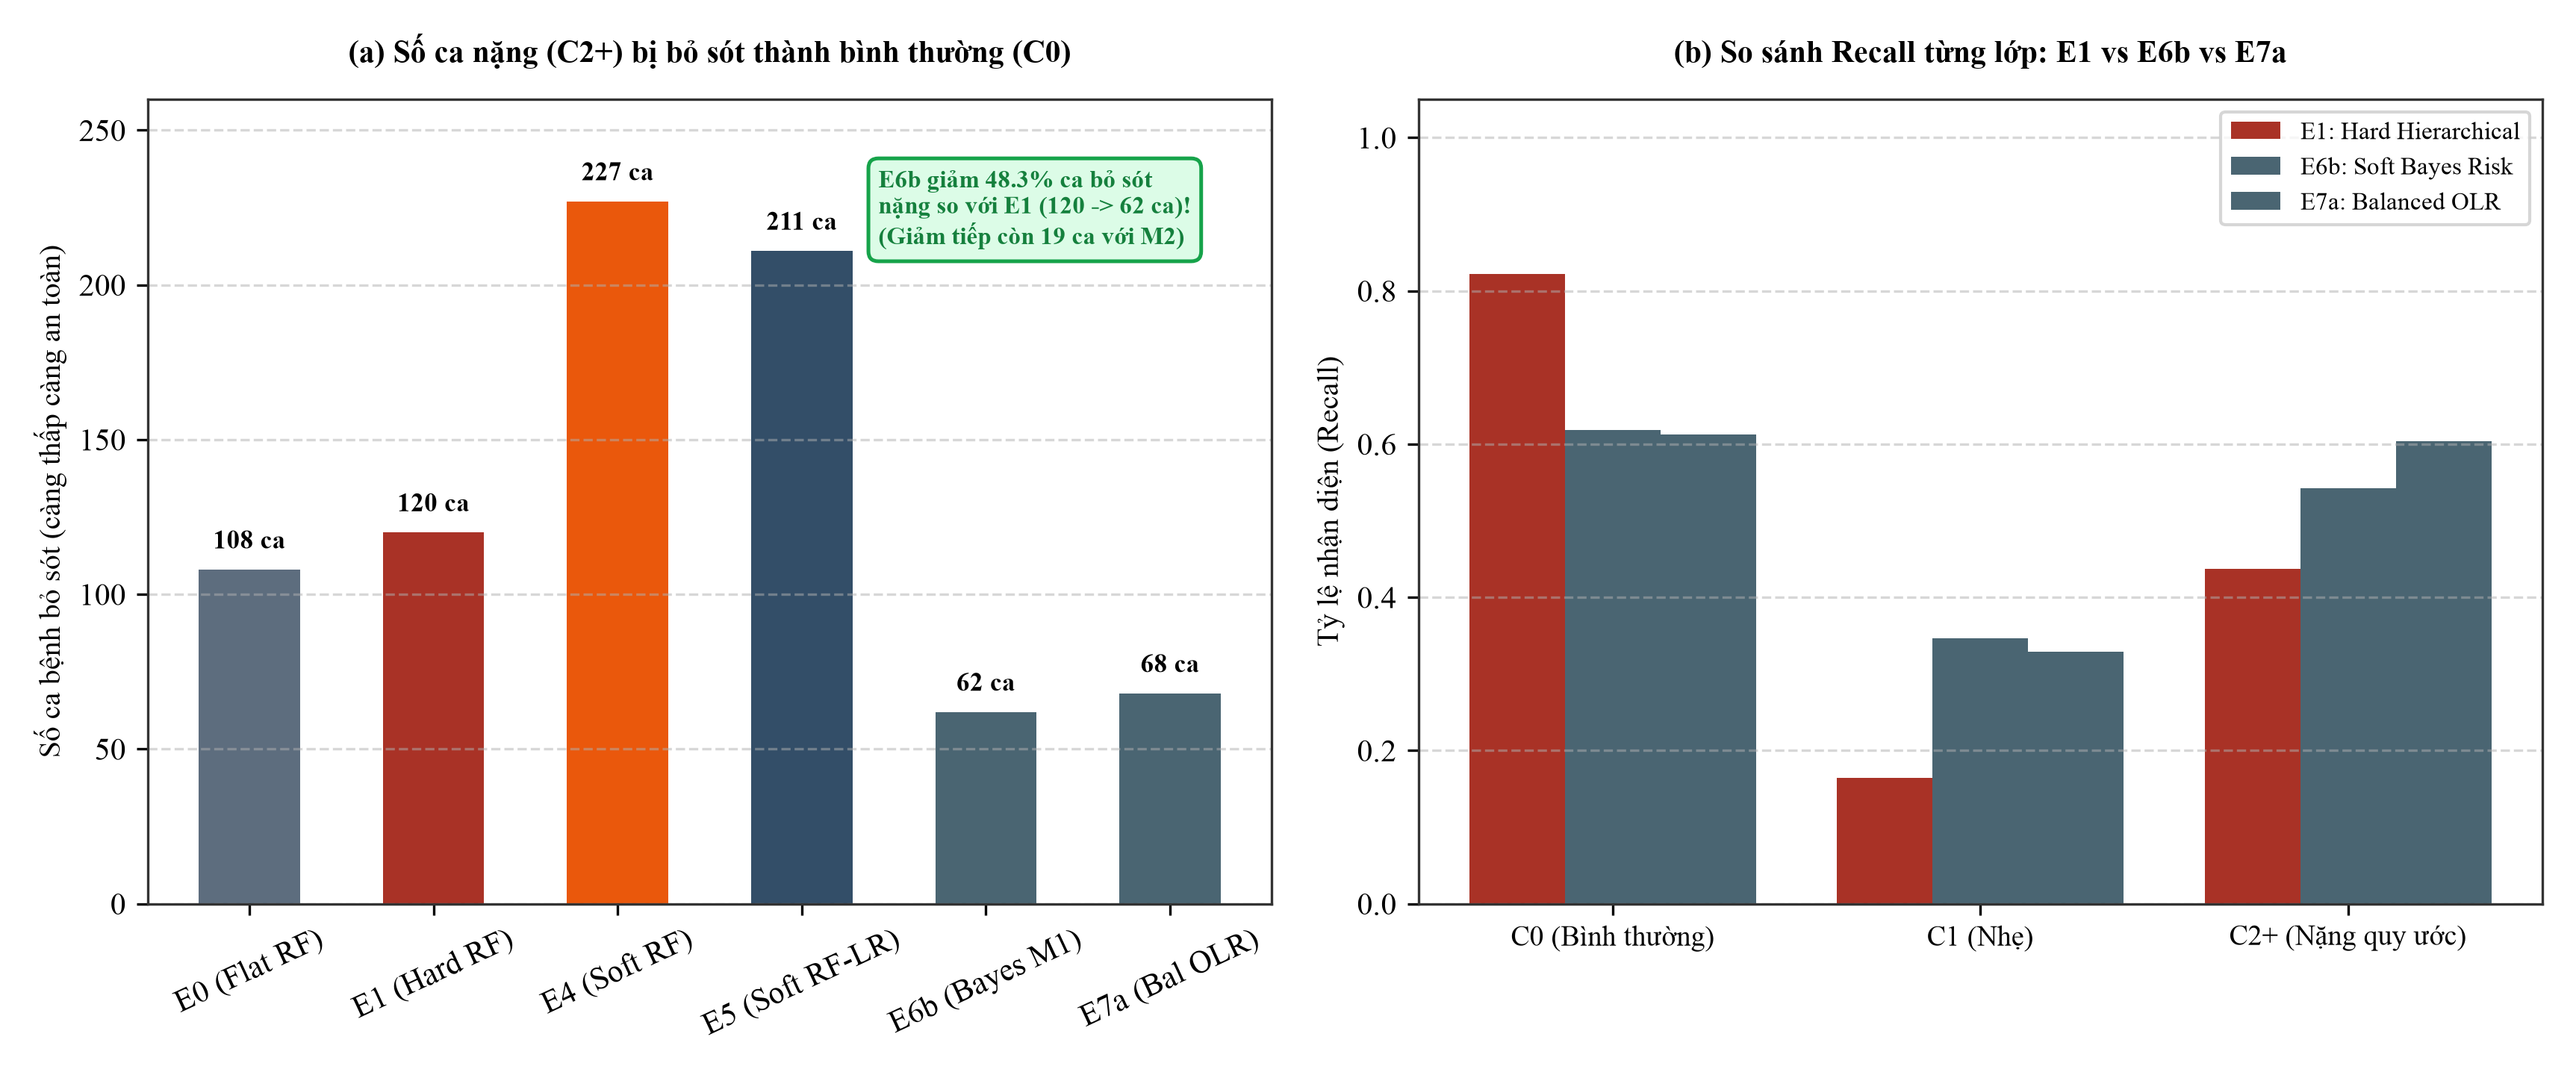 (a) Số ca nặng (C2+) bị bỏ sót thành bình thường (C0)
Số ca bệnh bỏ sót (càng thấp càng an toàn)
250
200
150
100
50
0
108 ca
120 ca
227 ca
211 ca
62 ca
68 ca
E6b giảm 48.3% ca bỏ sót
nặng so với E1 (120 -> 62 ca)!
(Giảm tiếp còn 19 ca với M2)
E0 (Flat RF)
E1 (Hard RF)
E4 (Soft RF)
E5 (Soft RF-LR)
E6b (Bayes M1)
E7a (Bal OLR)
(b) So sánh Recall từng lớp: E1 vs E6b vs E7a
Tỷ lệ nhận diện (Recall)
1.0
0.8
0.6
0.4
0.2
0.0
E1: Hard Hierarchical
E6b: Soft Bayes Risk
E7a: Balanced OLR
C0 (Bình thường)
C1 (Nhẹ)
C2+ (Nặng quy ước)